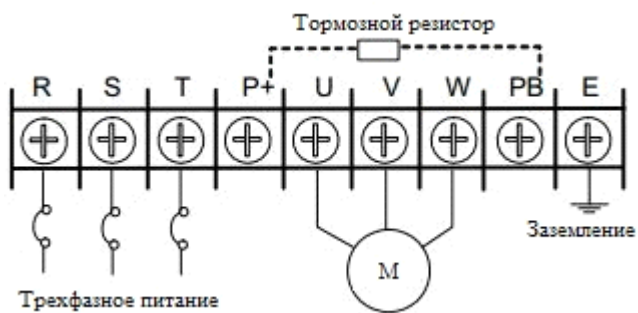 Тормозной резистор
R S T P+ U V W PB E
M
Заземление
Трехфазное питание